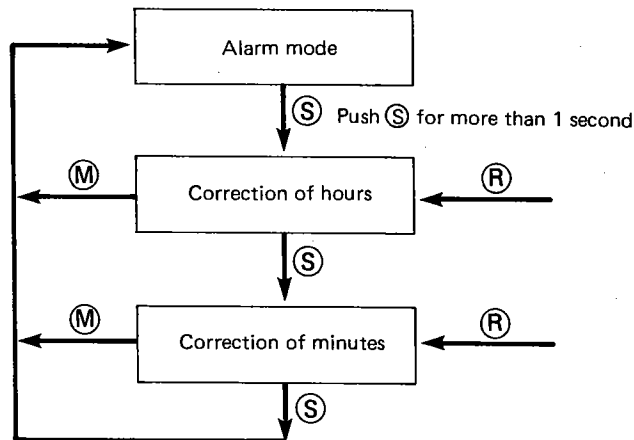 Alarm mode
Ⓢ Push Ⓢ for more than 1 second
Ⓜ Correction of hours Ⓡ
Ⓢ
Ⓜ Correction of minutes Ⓡ
Ⓢ